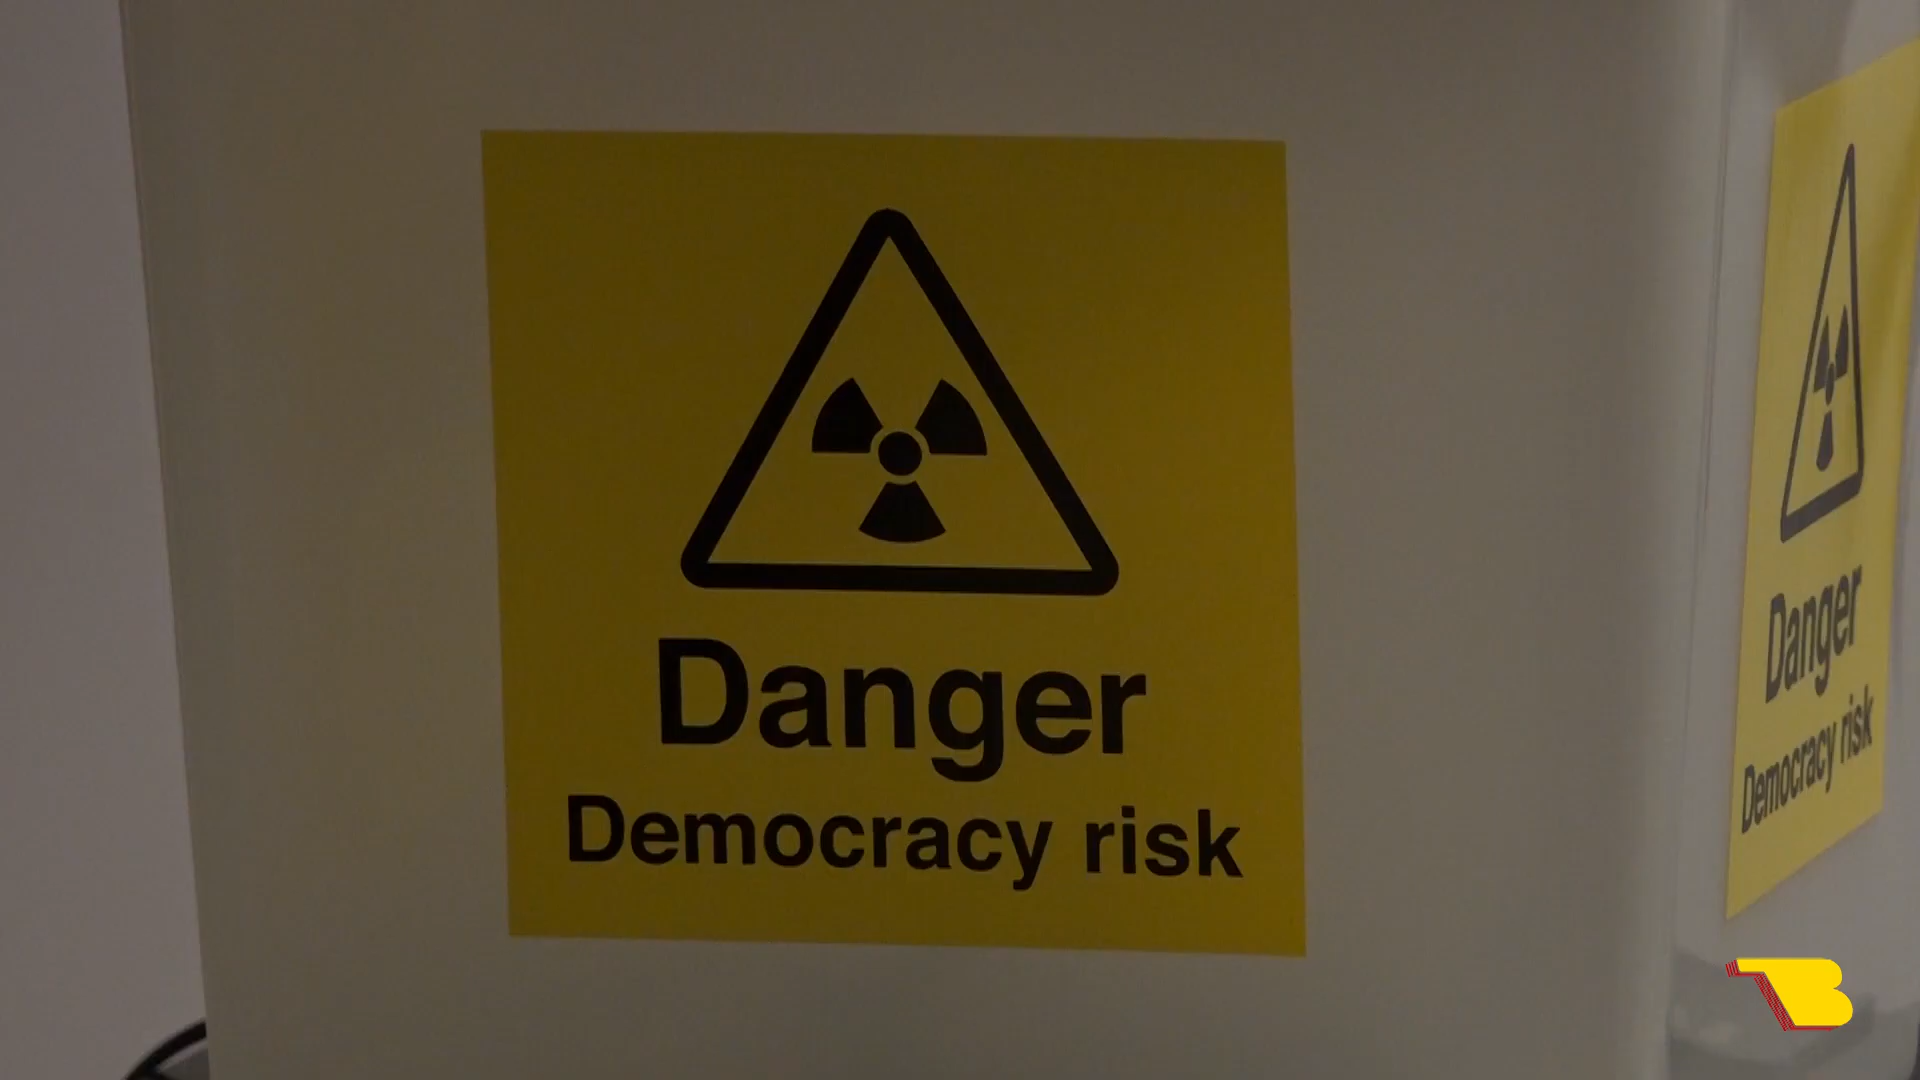 Danger
Democracy risk
Danger
Democracy risk
B